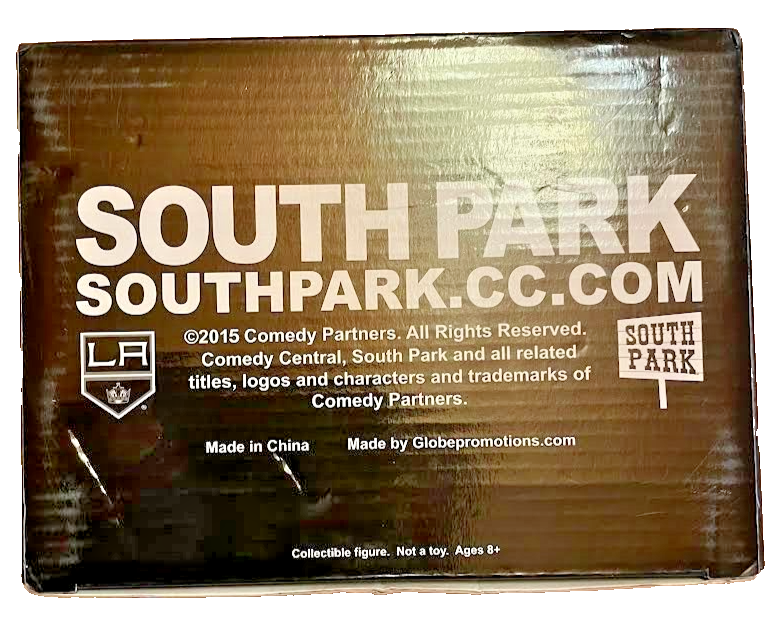 SOUTH PARK
SOUTHPARK.CC.COM
LA
©2015 Comedy Partners. All Rights Reserved.
Comedy Central, South Park and all related
titles, logos and characters and trademarks of
Comedy Partners.
SOUTH
PARK
Made in China Made by Globepromotions.com
Collectible figure. Not a toy. Ages 8+